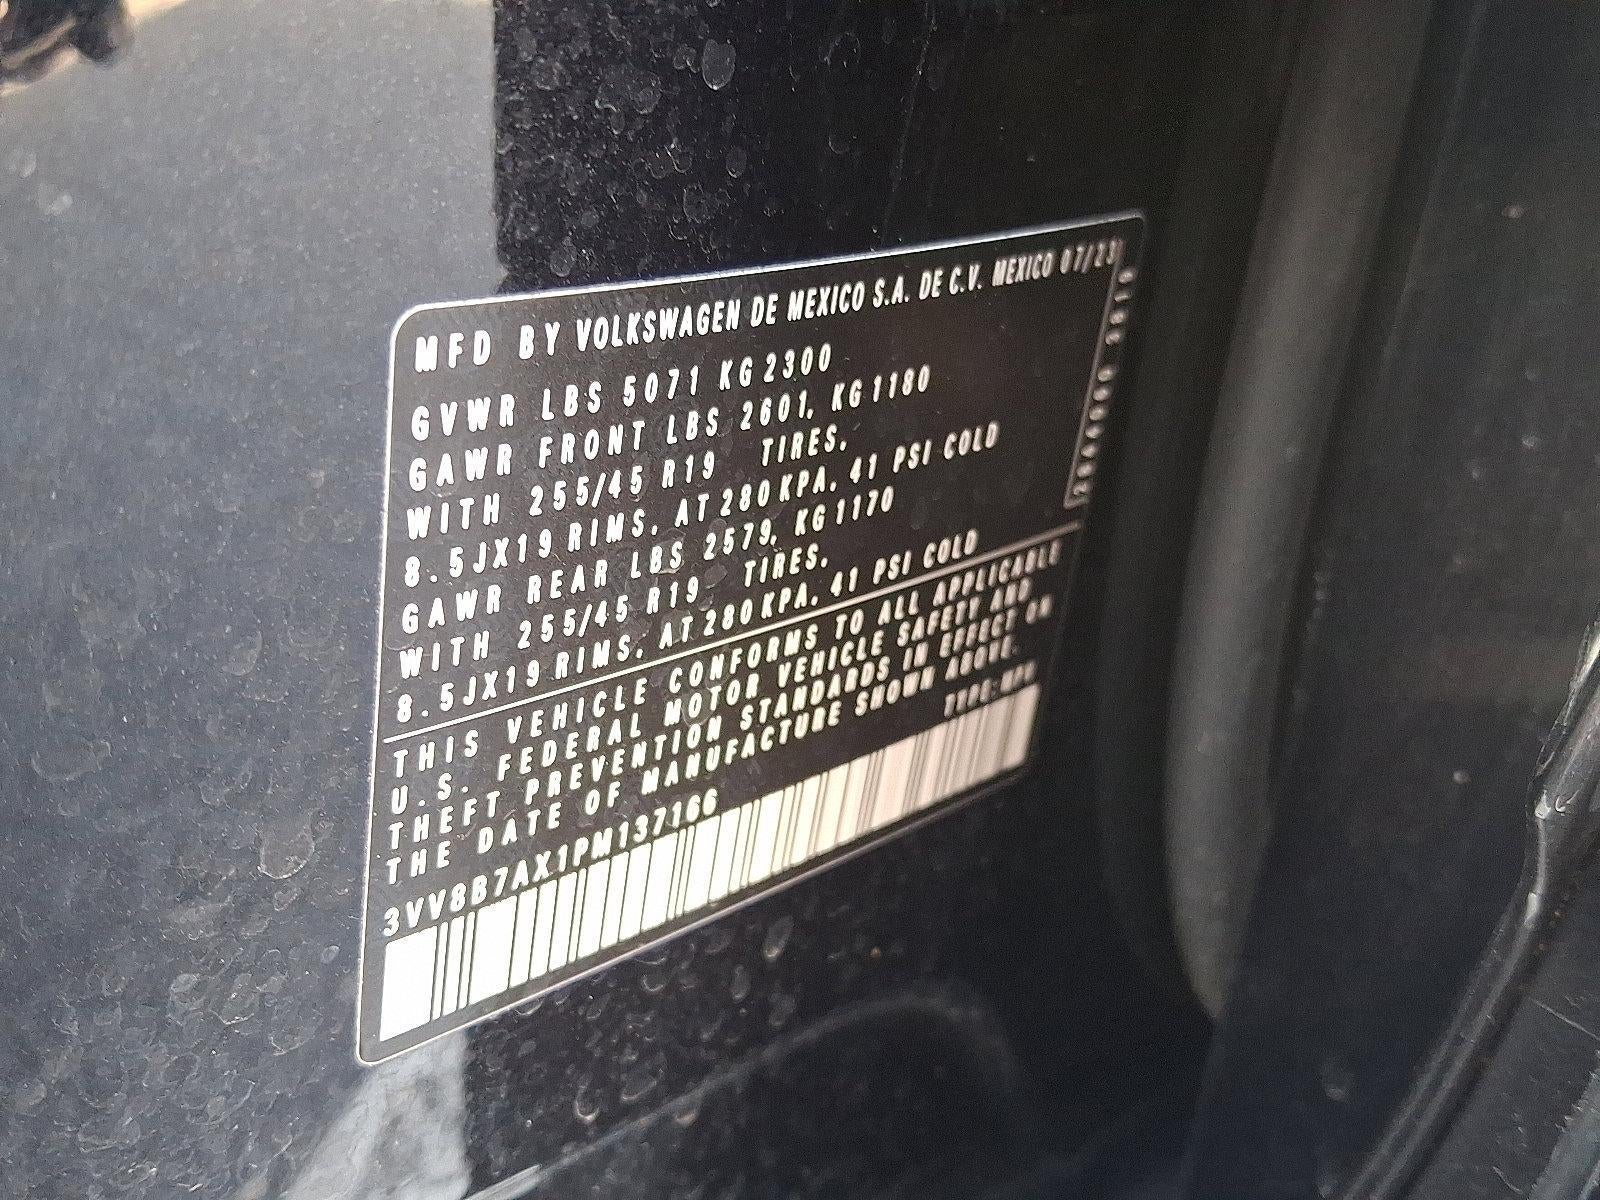 MFD BY VOLKSWAGEN DE MEXICO S.A. DE C.V. MEXICO 07/23
GVWR LBS 5071 KG 2300
GAWR FRONT LBS 2601, KG 1180
WITH 255/45 R19 TIRES,
8.5JX19 RIMS, AT 280 KPA, 41 PSI COLD
GAWR REAR LBS 2579, KG 1170
WITH 255/45 R19 TIRES,
8.5JX19 RIMS, AT 280 KPA, 41 PSI COLD
THIS VEHICLE CONFORMS TO ALL APPLICABLE
U.S. FEDERAL MOTOR VEHICLE SAFETY AND
THEFT PREVENTION STANDARDS IN EFFECT ON
THE DATE OF MANUFACTURE SHOWN ABOVE.
3VV8B7AX1PM137166
TYPE: MPV